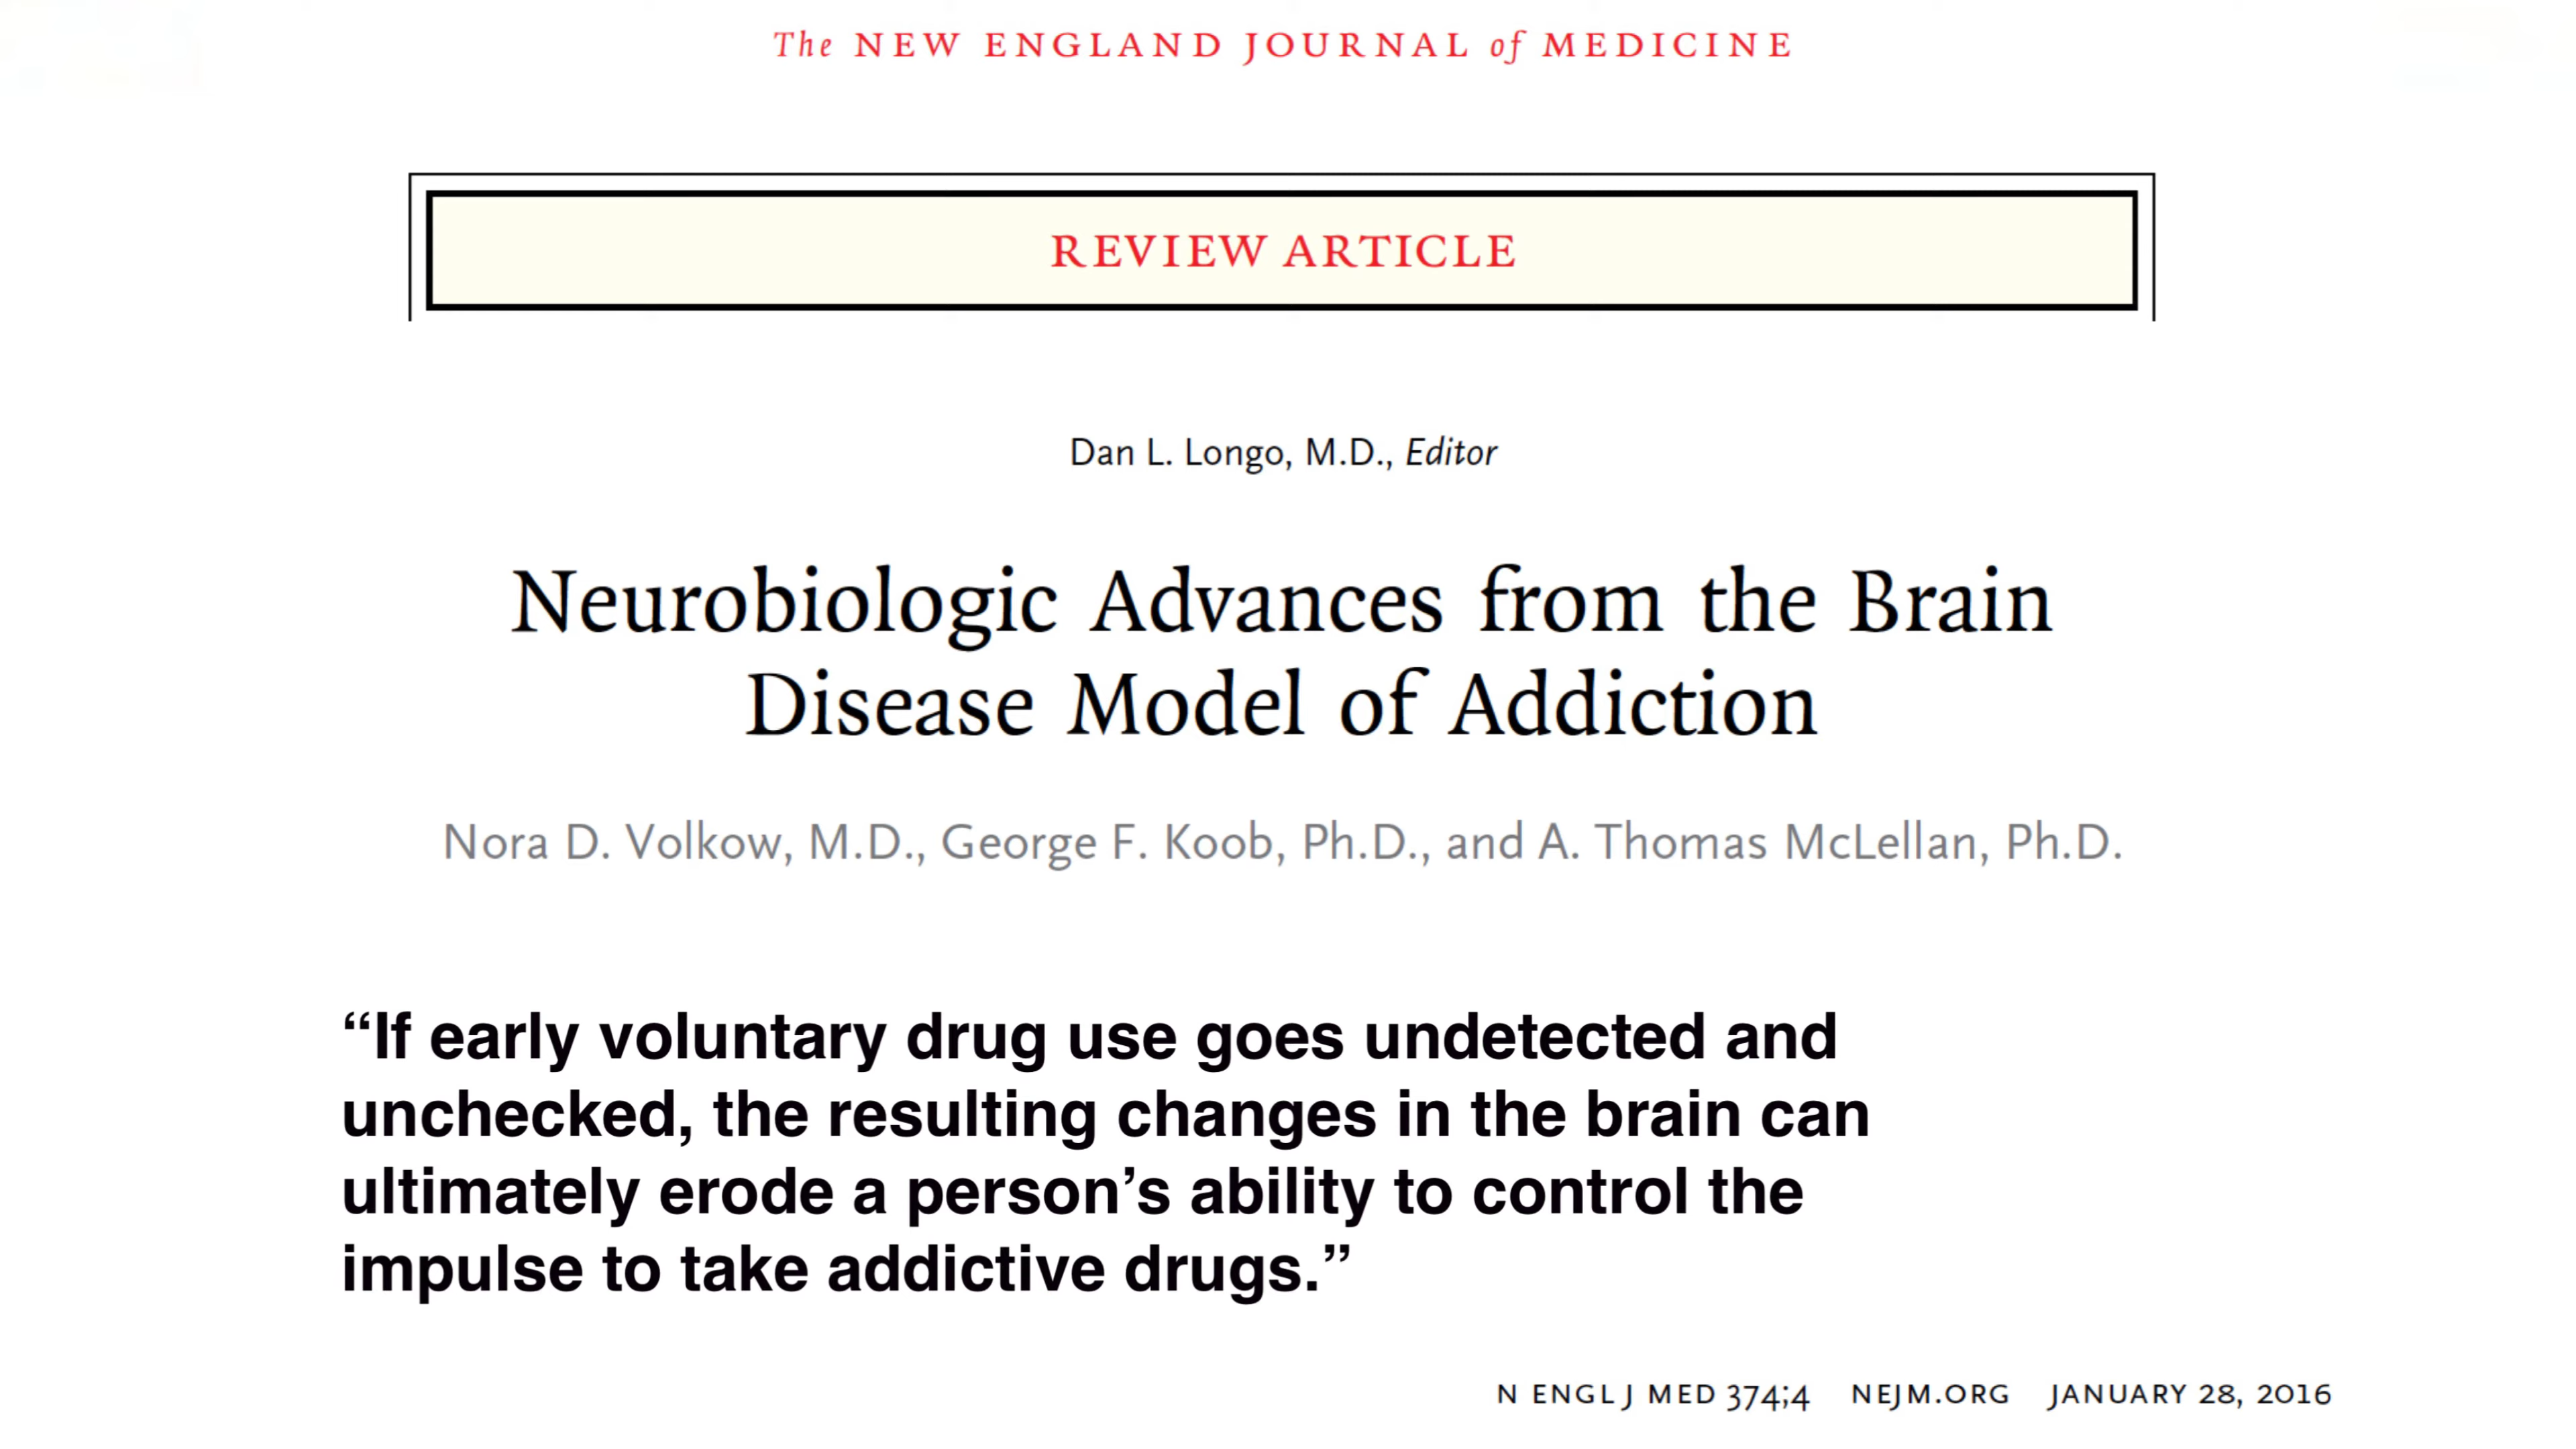 The NEW ENGLAND JOURNAL of MEDICINE
REVIEW ARTICLE
Dan L. Longo, M.D., Editor
Neurobiologic Advances from the Brain
Disease Model of Addiction
Nora D. Volkow, M.D., George F. Koob, Ph.D., and A. Thomas McLellan, Ph.D.
“If early voluntary drug use goes undetected and
unchecked, the resulting changes in the brain can
ultimately erode a person’s ability to control the
impulse to take addictive drugs.”
N ENGL J MED 374;4 NEJM.ORG JANUARY 28, 2016